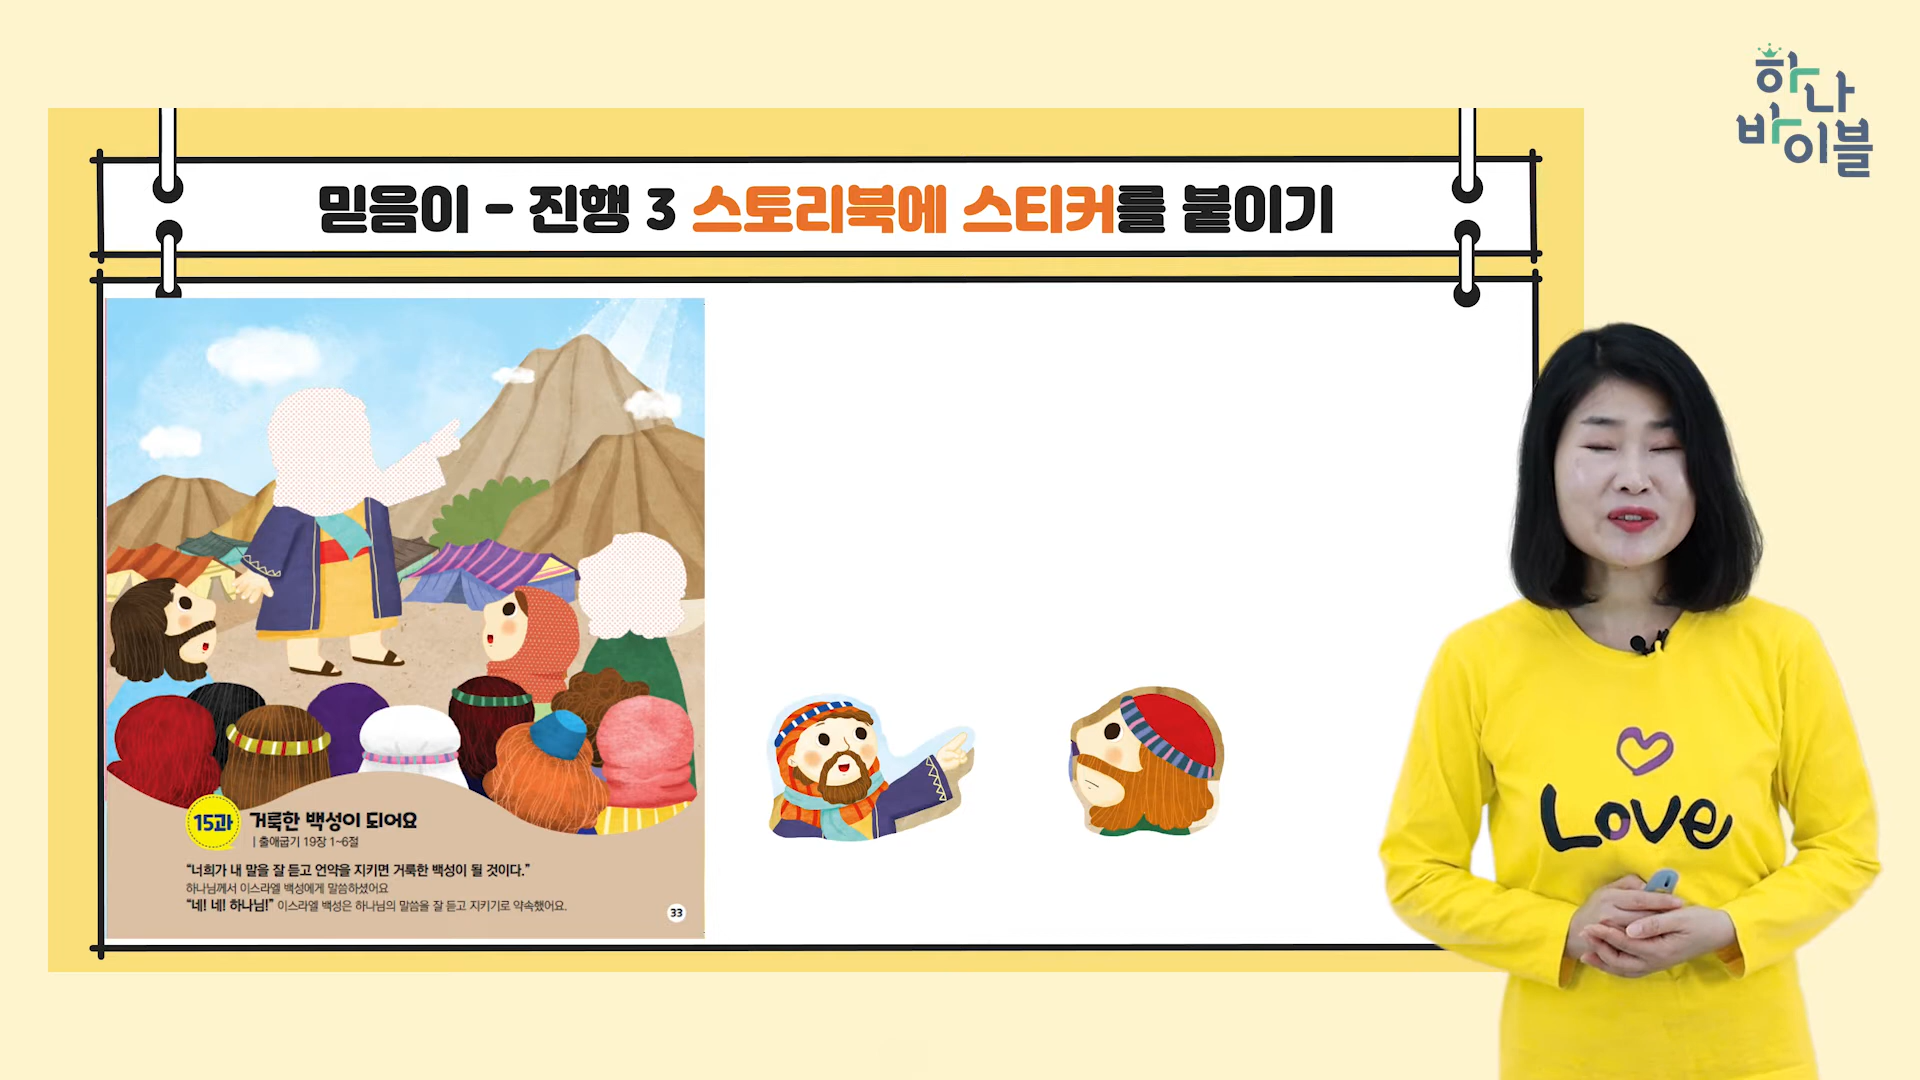 하나
바이블
믿음이 - 진행 3 스토리북에 스티커를 붙이기
15과 거룩한 백성이 되어요
| 출애굽기 19장 1~6절
“너희가 내 말을 잘 듣고 언약을 지키면 거룩한 백성이 될 것이다.”
하나님께서 이스라엘 백성에게 말씀하셨어요
“네! 네! 하나님!” 이스라엘 백성은 하나님의 말씀을 잘 듣고 지키기로 약속했어요.
33
Love